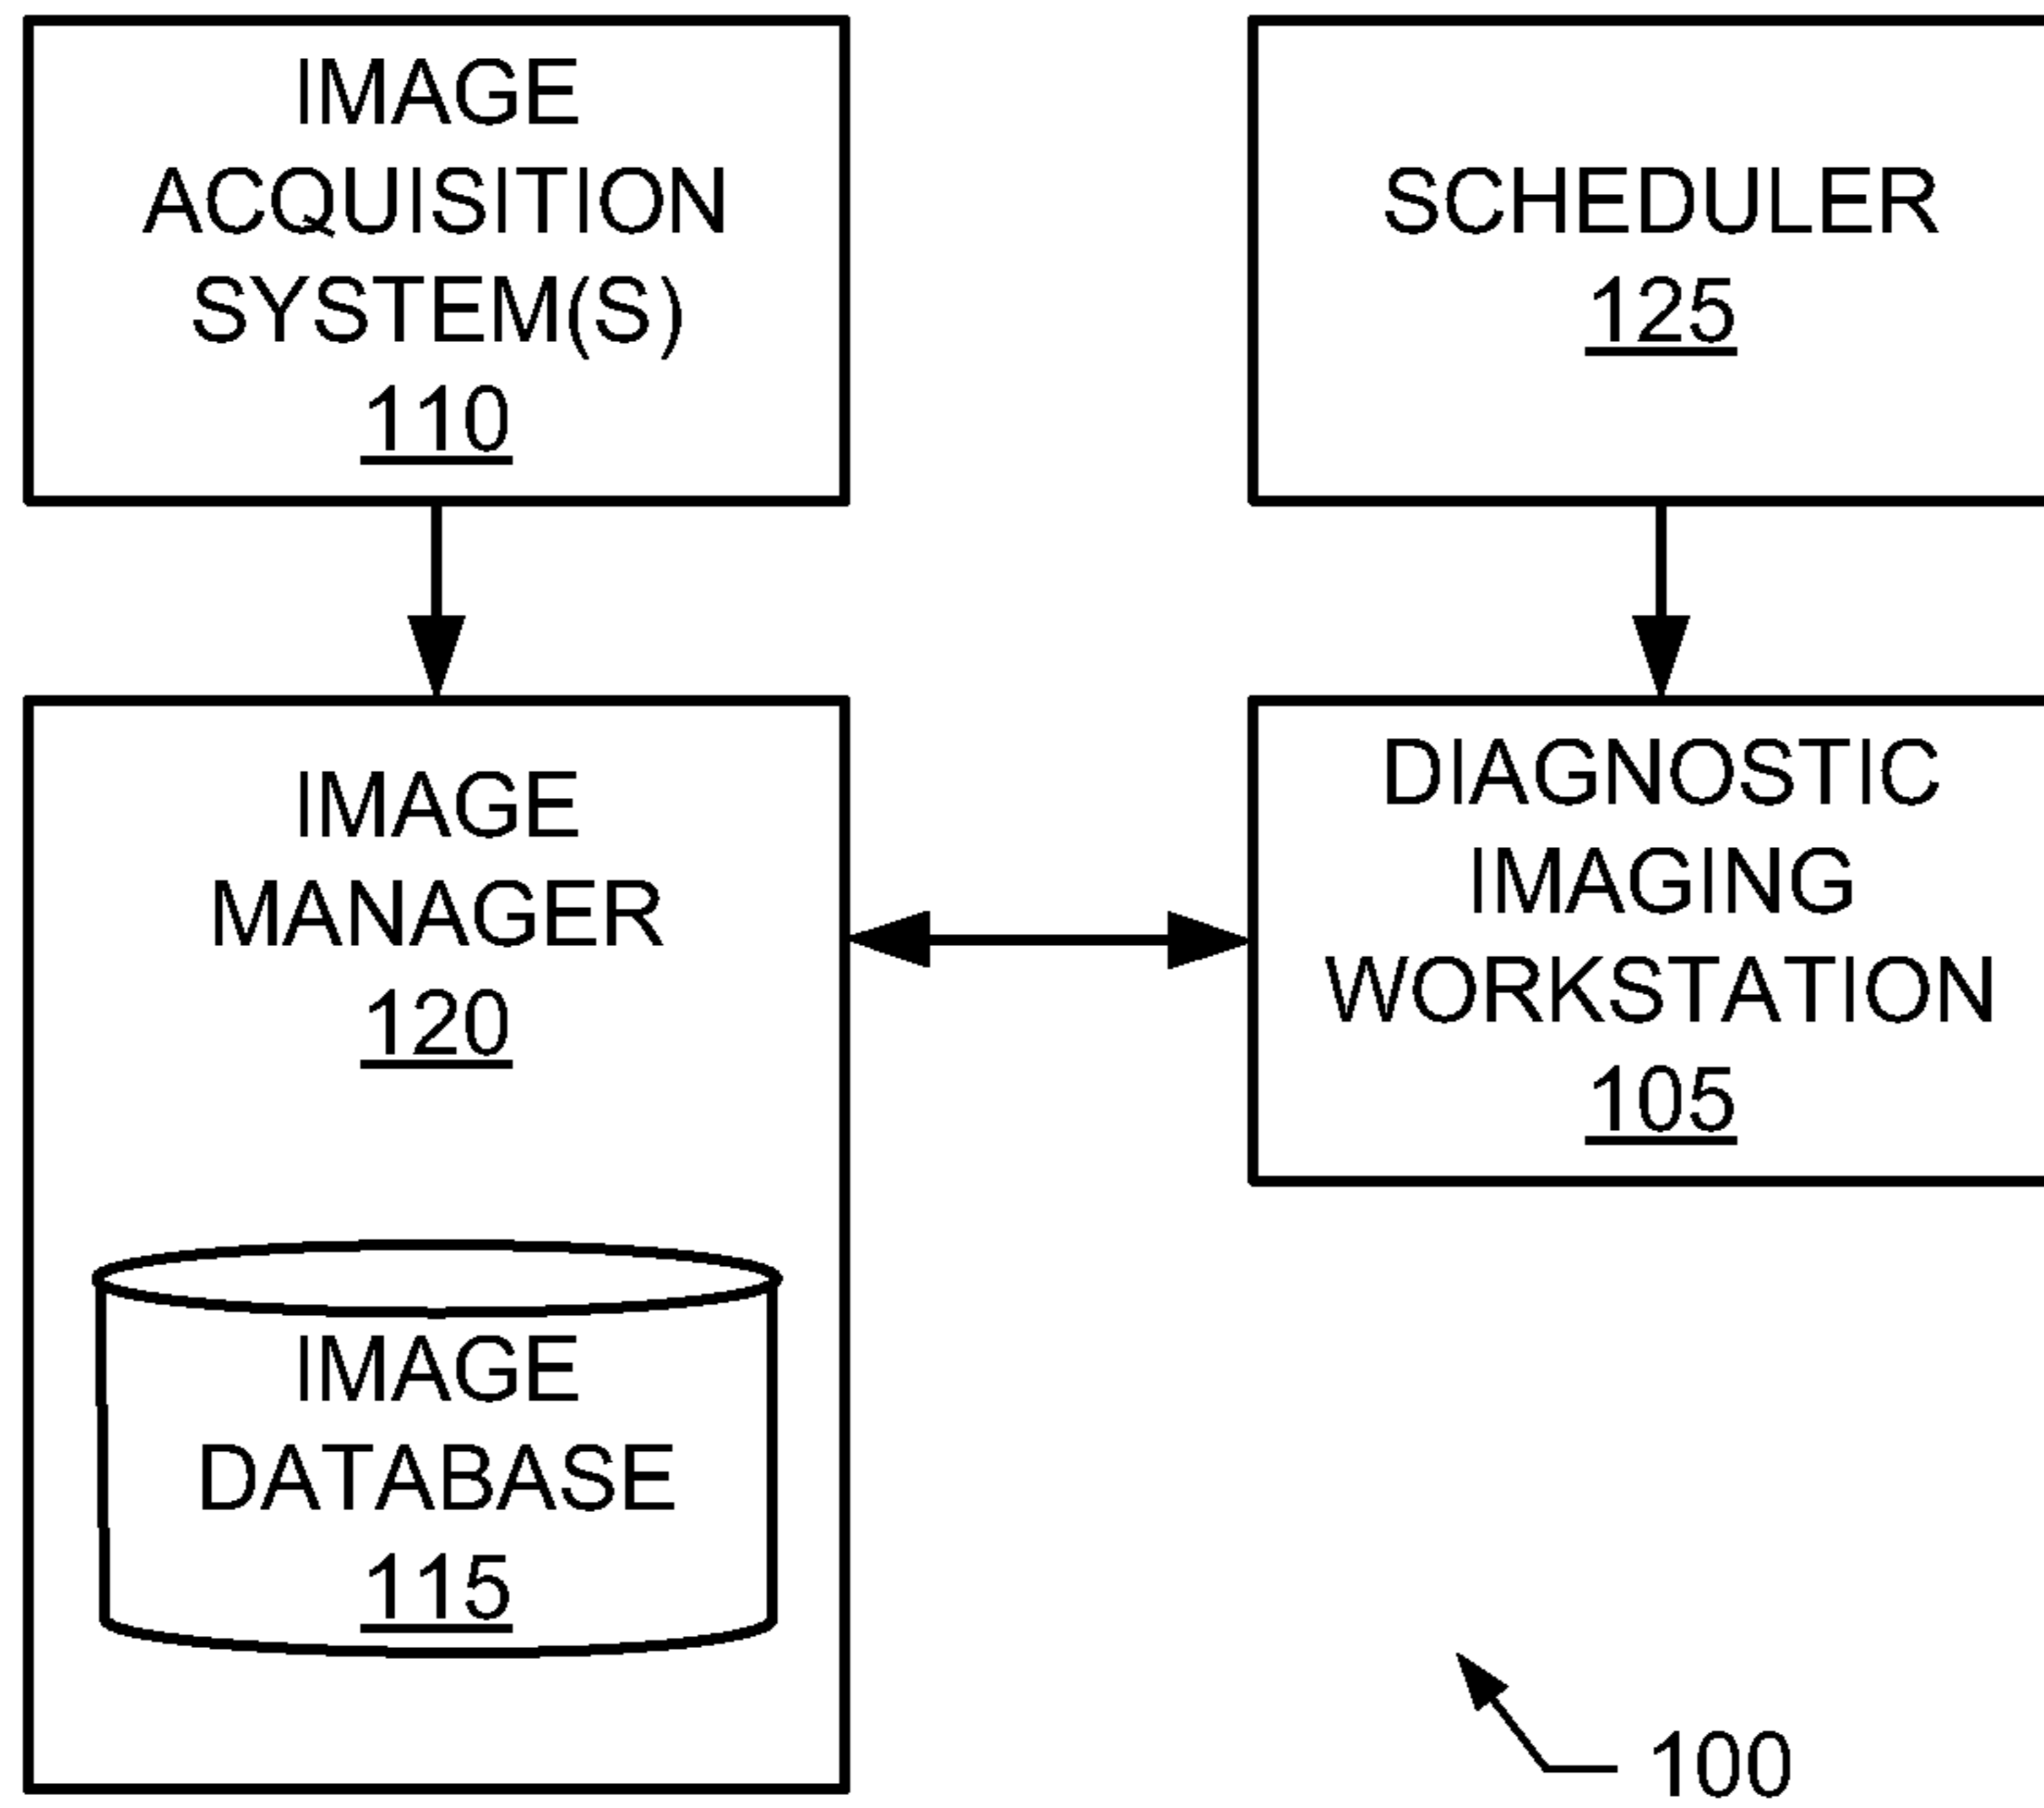 IMAGE
ACQUISITION
SYSTEM(S)
110
SCHEDULER
125
IMAGE
MANAGER
120
DIAGNOSTIC
IMAGING
WORKSTATION
105
IMAGE
DATABASE
115
100